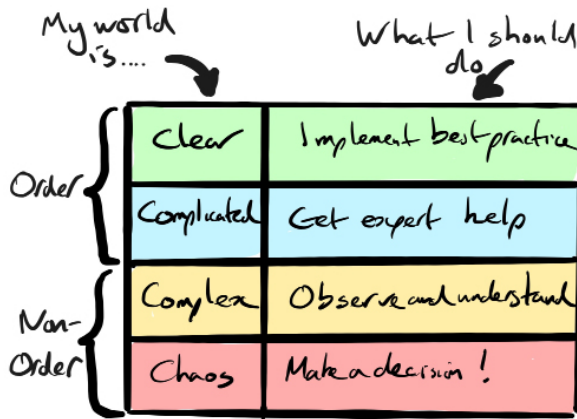 My world
is....
What I should
do
Order
Clear
Implement best practice
Complicated
Get expert help
Non-
Order
Complex
Observe and understand
Chaos
Make a decision !